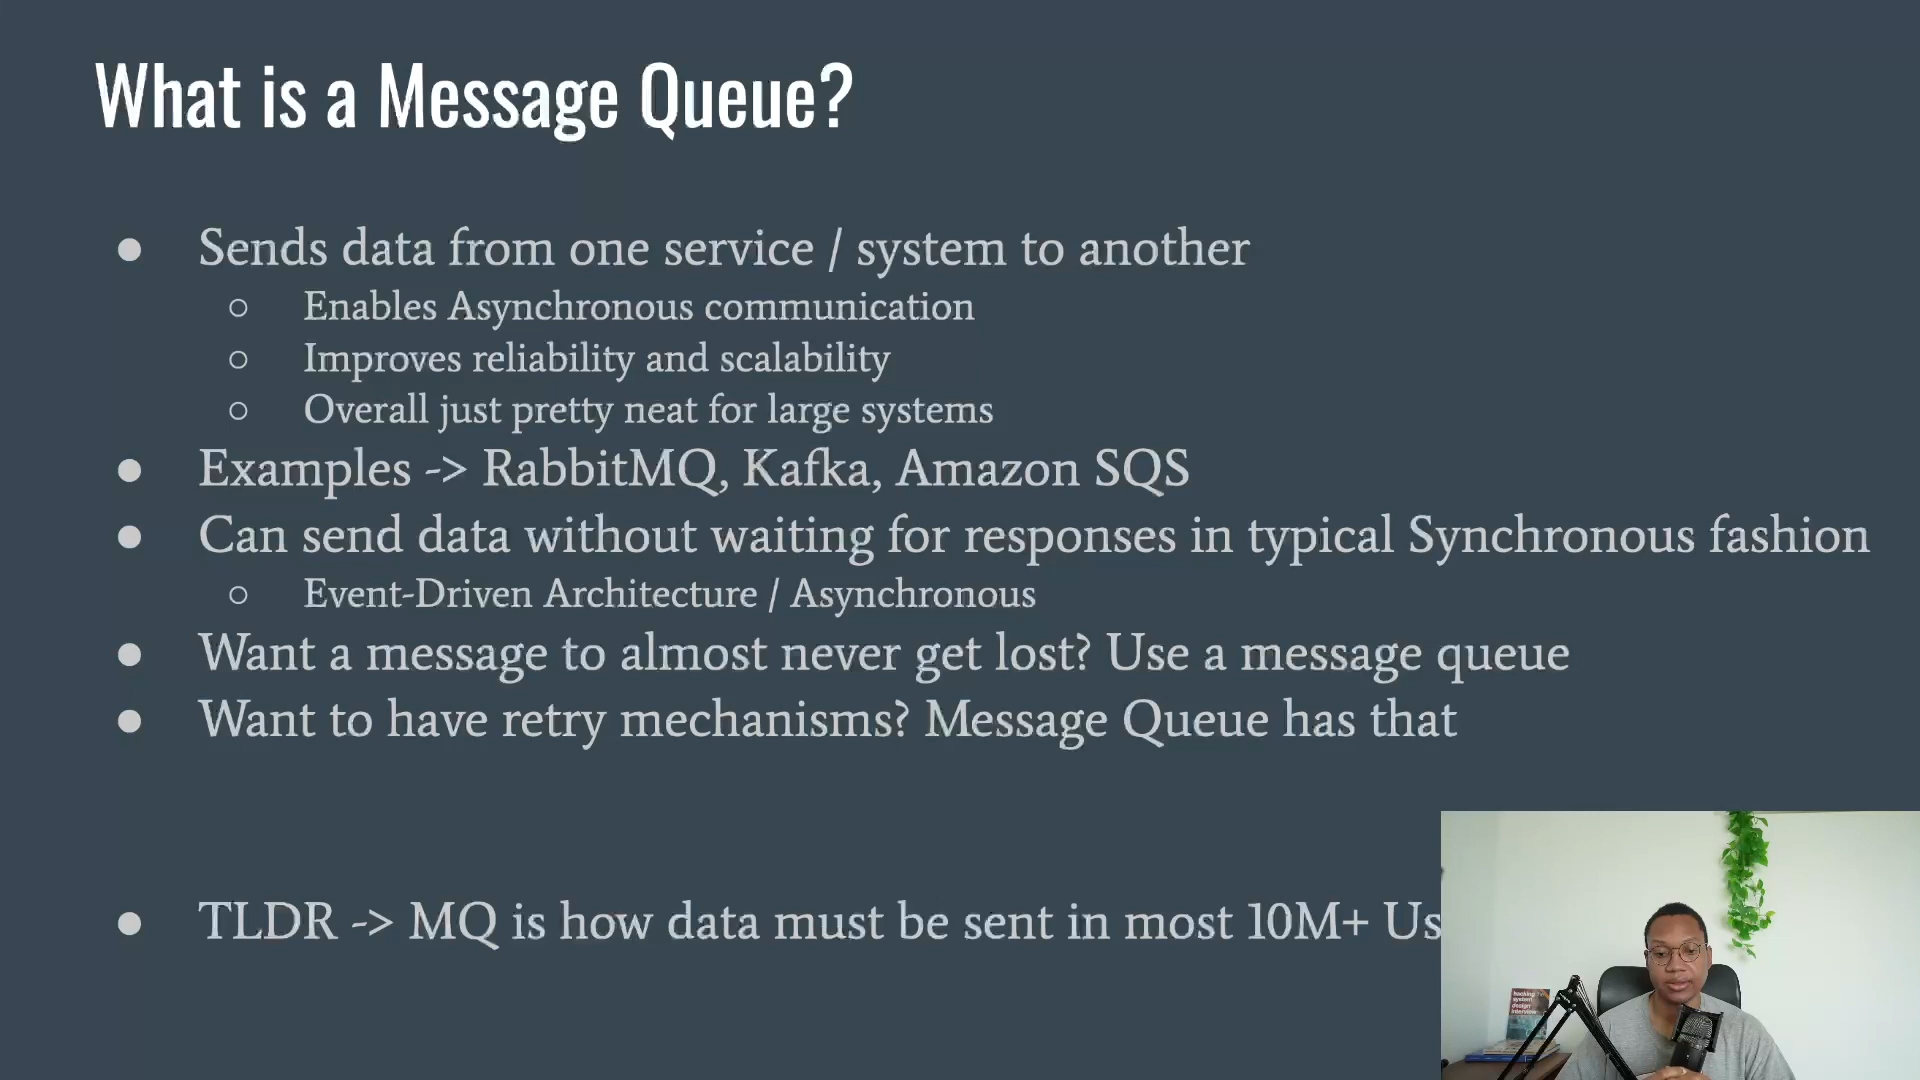 What is a Message Queue?
● Sends data from one service / system to another
○ Enables Asynchronous communication
○ Improves reliability and scalability
○ Overall just pretty neat for large systems
● Examples -> RabbitMQ, Kafka, Amazon SQS
● Can send data without waiting for responses in typical Synchronous fashion
○ Event-Driven Architecture / Asynchronous
● Want a message to almost never get lost? Use a message queue
● Want to have retry mechanisms? Message Queue has that
● TLDR -> MQ is how data must be sent in most 10M+ Us
hacking
system
design
interview